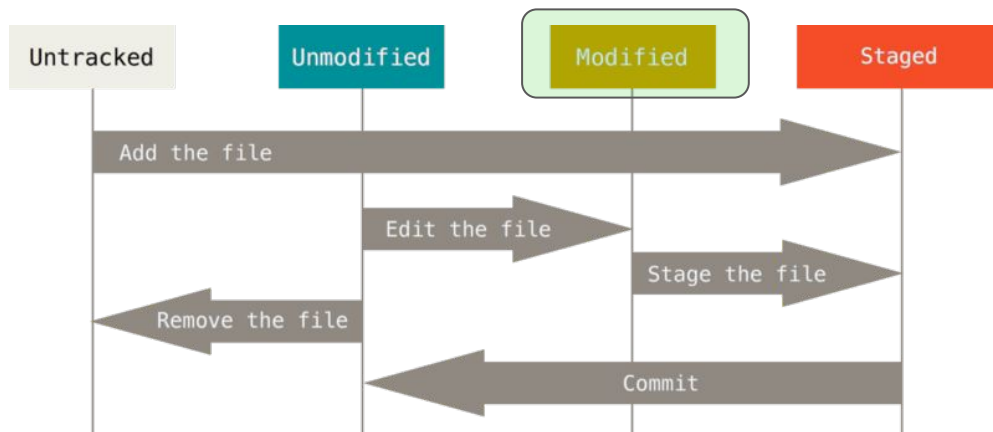 Untracked
Unmodified
Modified
Staged
Add the file
Edit the file
Stage the file
Remove the file
Commit